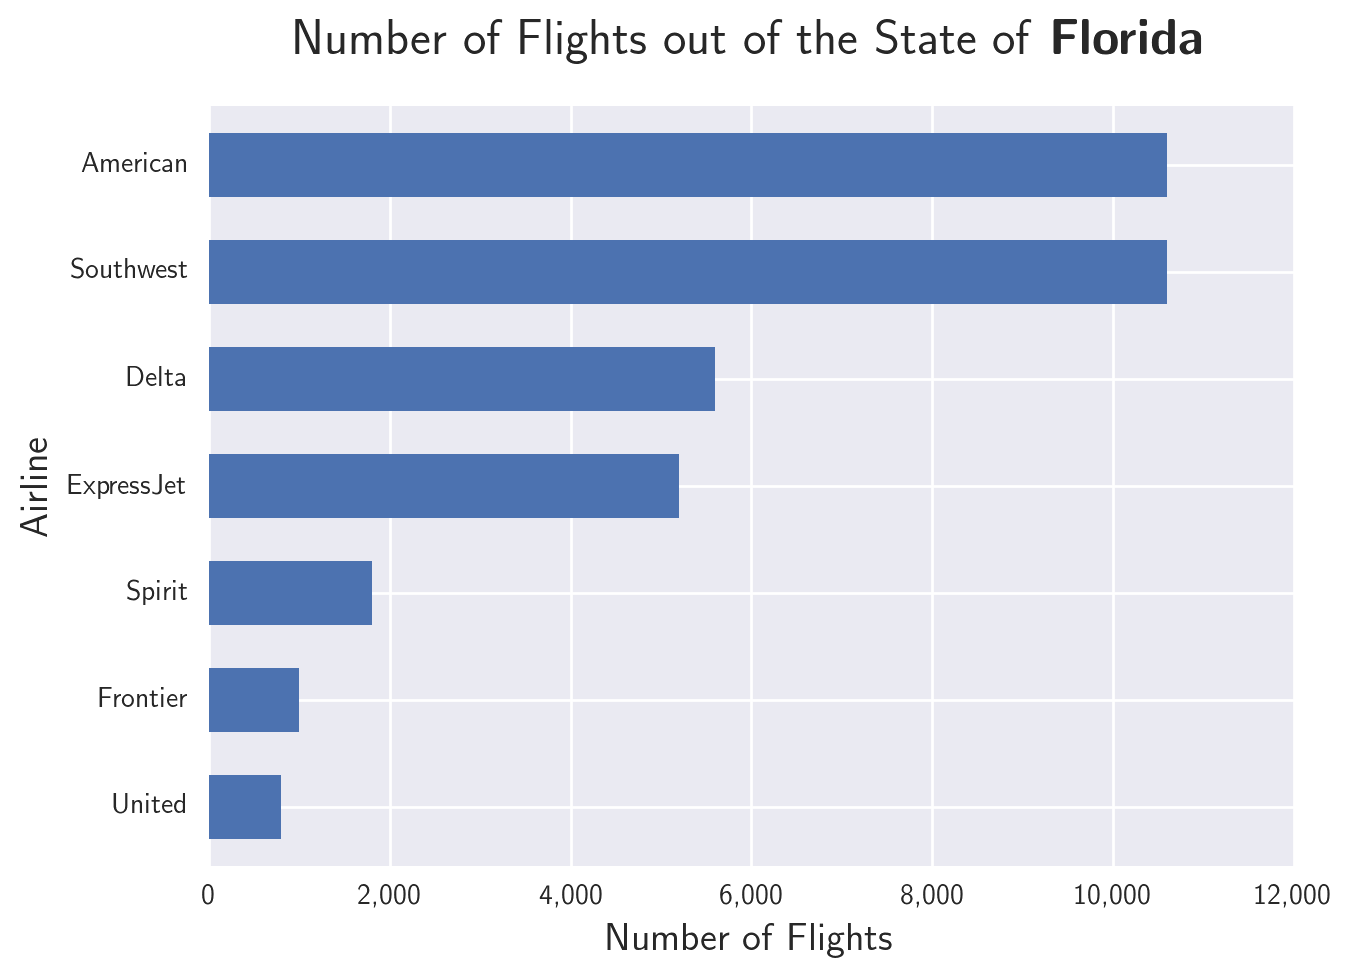 Number of Flights out of the State of Florida
American
Southwest
Delta
ExpressJet
Spirit
Frontier
United
Airline
0 2,000 4,000 6,000 8,000 10,000 12,000
Number of Flights